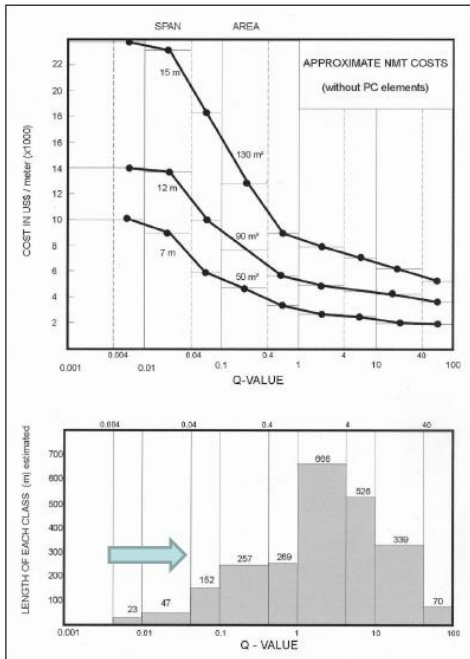 SPAN AREA
APPROXIMATE NMT COSTS
(without PC elements)
COST IN US$ / meter (x1000)
22
20
18
16
14
12
10
8
6
4
2
15 m
130 m²
12 m
90 m²
7 m
50 m²
0.004 0.04 0.4 4 40
0.001 0.01 0.1 1 10 100
Q-VALUE
0.004 0.04 0.4 4 40
LENGTH OF EACH CLASS (m) estimated
700
600
500
400
300
200
100
23
47
152
257
269
666
526
339
70
0.001 0.01 0.1 1 10 100
Q - VALUE